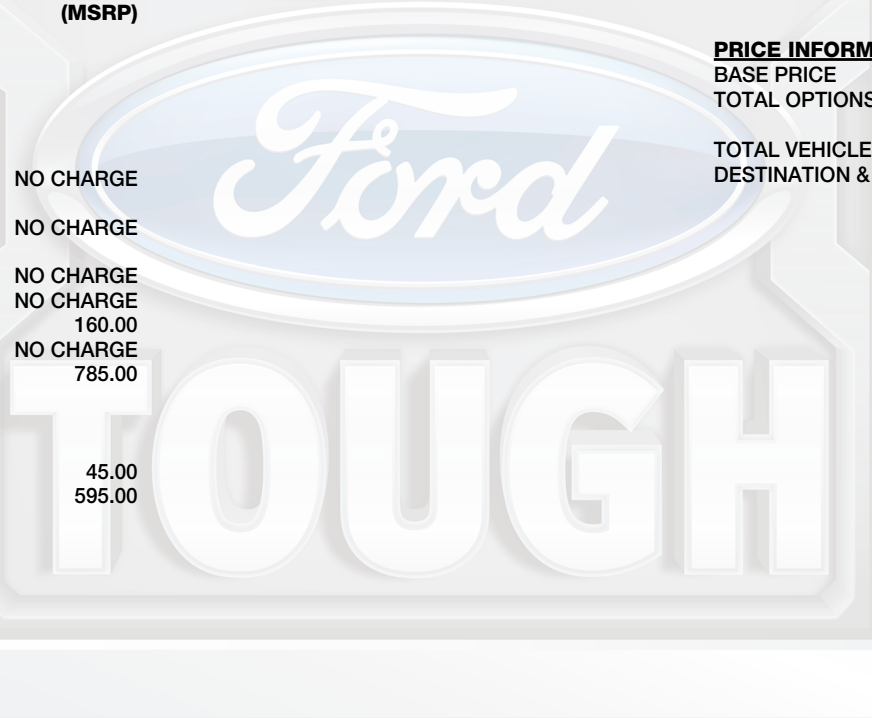 (MSRP)
NO CHARGE
NO CHARGE
NO CHARGE
NO CHARGE
160.00
NO CHARGE
785.00
45.00
595.00
PRICE INFORM
BASE PRICE
TOTAL OPTIONS
TOTAL VEHICLE
DESTINATION &
Ford
TOUGH